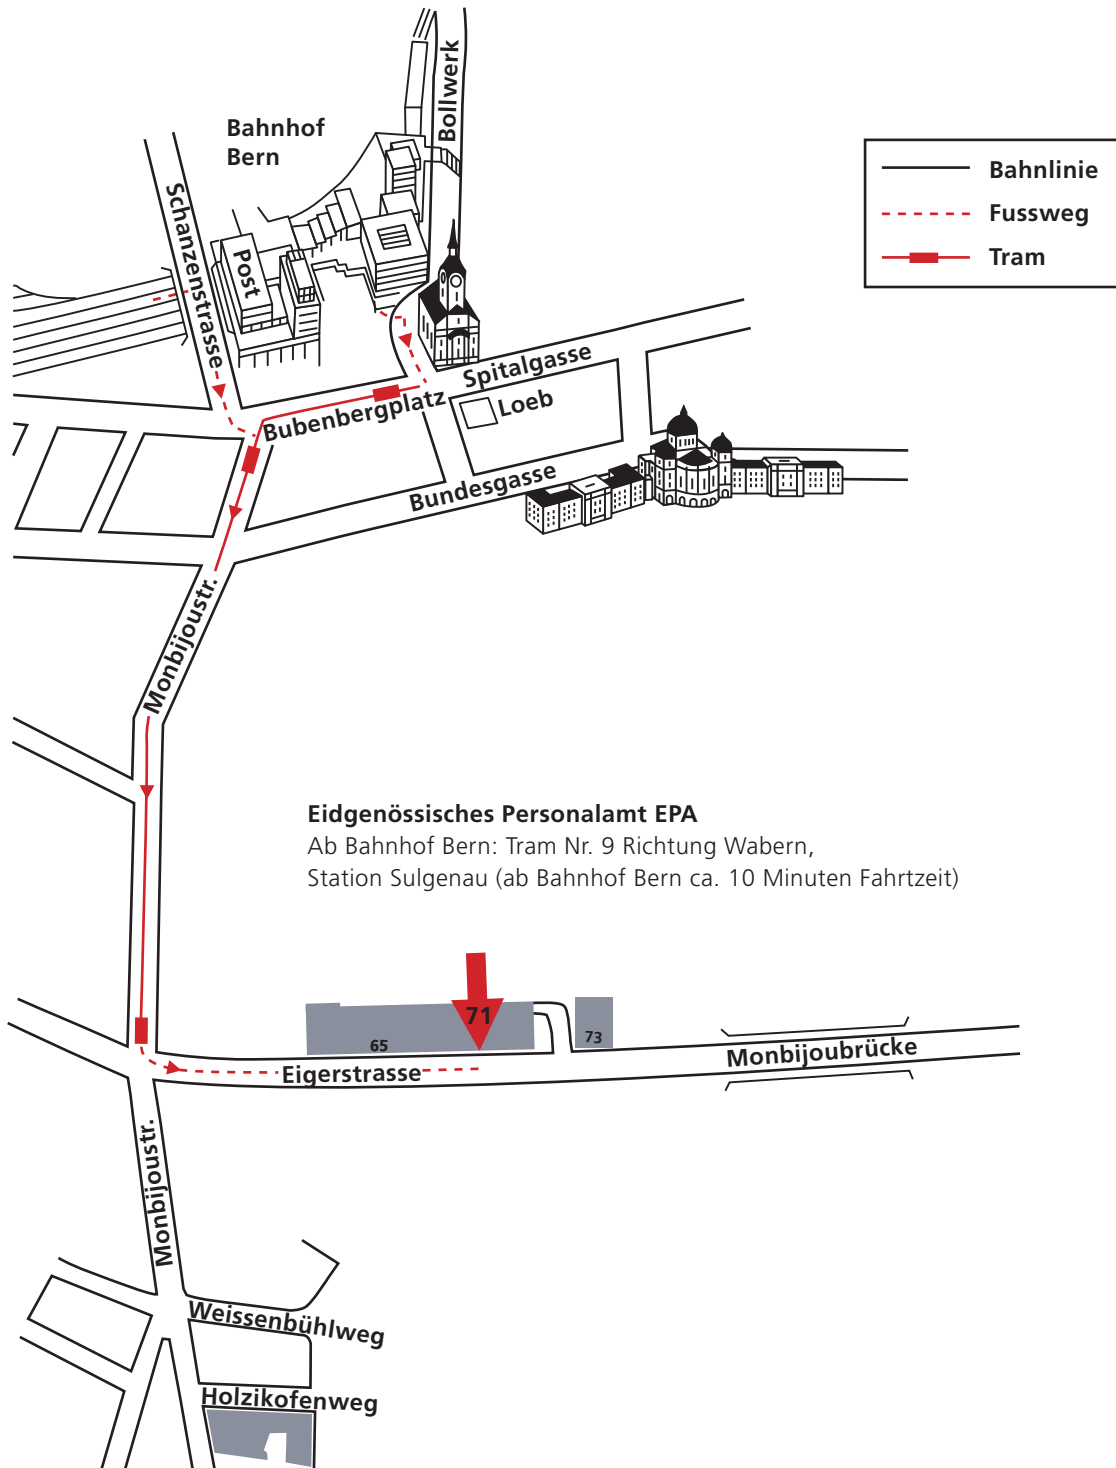 Bollwerk
Bahnhof
Bern
Bahnlinie
Fussweg
Tram
Schanzenstrasse
Post
Spitalgasse
Loeb
Bubenbergplatz
Bundesgasse
Monbijoustr.
Eidgenössisches Personalamt EPA
Ab Bahnhof Bern: Tram Nr. 9 Richtung Wabern,
Station Sulgenau (ab Bahnhof Bern ca. 10 Minuten Fahrtzeit)
71
65
73
Monbijoubrücke
Eigerstrasse
Monbijoustr.
Weissenbühlweg
Holzikofenweg